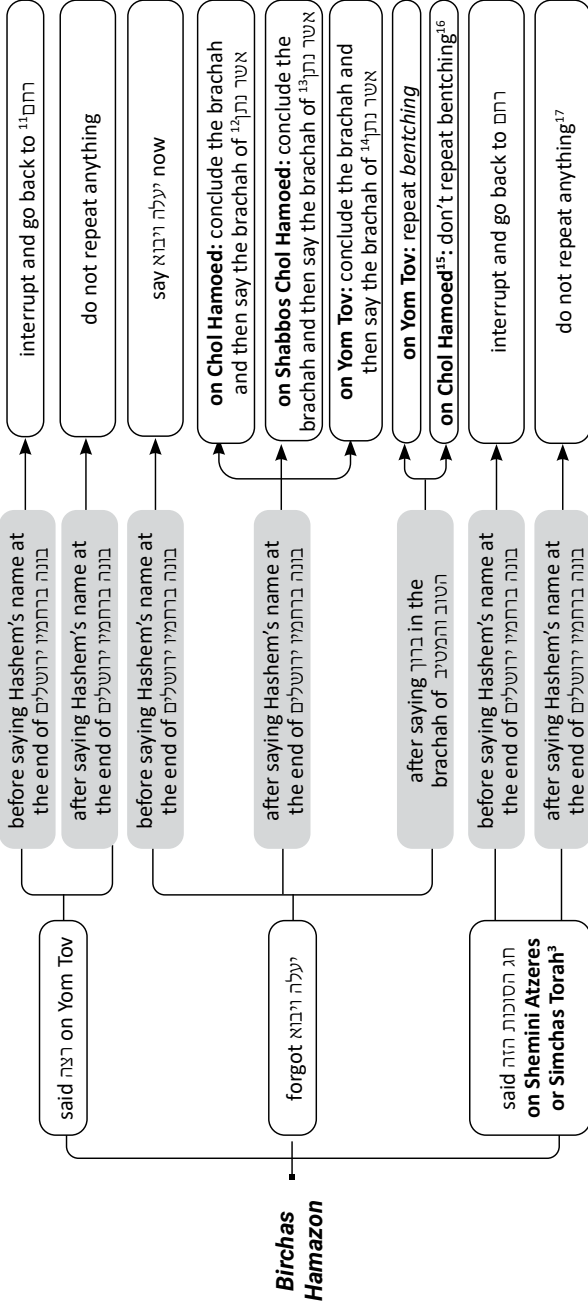 Birchas
Hamazon
said רצה on Yom Tov
before saying Hashem's name at
the end of בונה ברחמיו ירושלים
interrupt and go back to רחם¹¹
after saying Hashem's name at
the end of בונה ברחמיו ירושלים
do not repeat anything
forgot יעלה ויבוא
before saying Hashem's name at
the end of בונה ברחמיו ירושלים
say יעלה ויבוא now
after saying Hashem's name at
the end of בונה ברחמיו ירושלים
on Chol Hamoed: conclude the brachah
and then say the brachah of אשר נתן¹²
on Shabbos Chol Hamoed: conclude the
brachah and then say the brachah of אשר נתן¹³
on Yom Tov: conclude the brachah and
then say the brachah of אשר נתן¹⁴
after saying ברוך in the
brachah of הטוב והמטיב
on Yom Tov: repeat bentching
on Chol Hamoed¹⁵: don't repeat bentching¹⁶
said חג הסוכות הזה
on Shemini Atzeres
or Simchas Torah³
before saying Hashem's name at
the end of בונה ברחמיו ירושלים
interrupt and go back to רחם
after saying Hashem's name at
the end of בונה ברחמיו ירושלים
do not repeat anything¹⁷